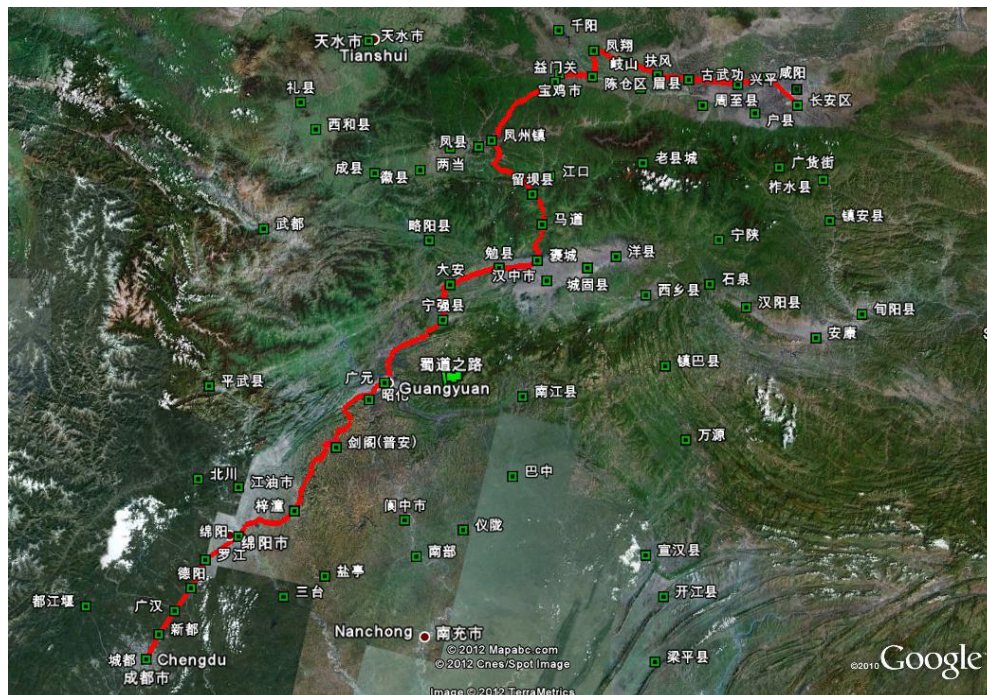 千阳
天水市
天水市
Tianshui
凤翔
益门关
岐山
扶风
咸阳
礼县
宝鸡市
陈仓区
眉县
古武功
兴平
周至县
长安区
户县
西和县
凤县
凤州镇
成县
徽县
两当
江口
老县城
广货街
留坝县
柞水县
武都
略阳县
马道
镇安县
宁陕
勉县
褒城
洋县
大安
汉中市
城固县
石泉
西乡县
汉阳县
旬阳县
宁强县
安康
S
蜀道之路
镇巴县
平武县
广元
Guangyuan
昭化
南江县
剑阁(普安)
万源
北川
江油市
巴中
梓潼
阆中市
仪陇
绵阳
绵阳市
罗江
南部
宣汉县
德阳
盐亭
三台
开江县
都江堰
广汉
新都
Nanchong
南充市
城都
Chengdu
成都市
梁平县
© 2012 Mapabc.com
© 2012 Cnes/Spot Image
Image © 2012 TerraMetrics
©2010 Google